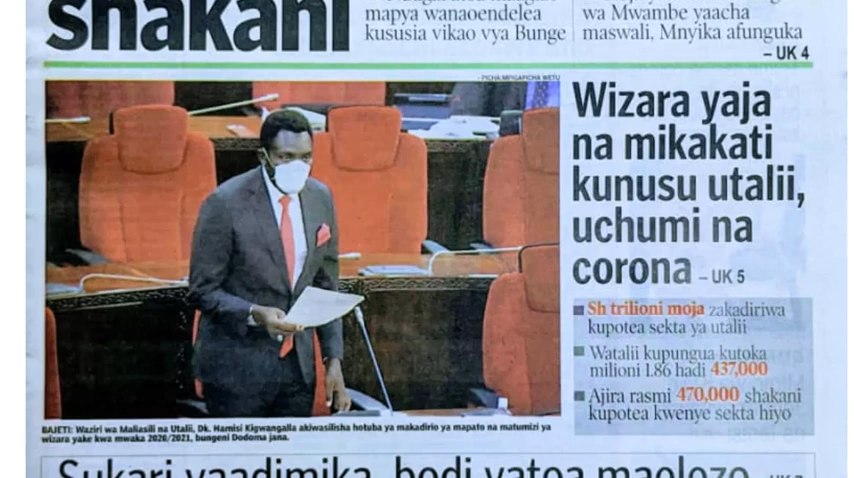 shakani
mapya wanaoendelea
kususia vikao vya Bunge
wa Mwambe yaacha
maswali, Mnyika afunguka
– UK 4
- PICHA: MPIGAPICHA WETU
Wizara yaja
na mikakati
kunusu utalii,
uchumi na
corona – UK 5
Sh trilioni moja zakadiriwa
kupotea sekta ya utalii
Watalii kupungua kutoka
milioni 1.86 hadi 437,000
Ajira rasmi 470,000 shakani
kupotea kwenye sekta hiyo
BAJETI: Waziri wa Maliasili na Utalii, Dk. Hamisi Kigwangalla akiwasilisha hotuba ya makadirio ya mapato na matumizi ya
wizara yake kwa mwaka 2020/2021, bungeni Dodoma jana.
Sukari yaadimika, bodi yatoa maelezo